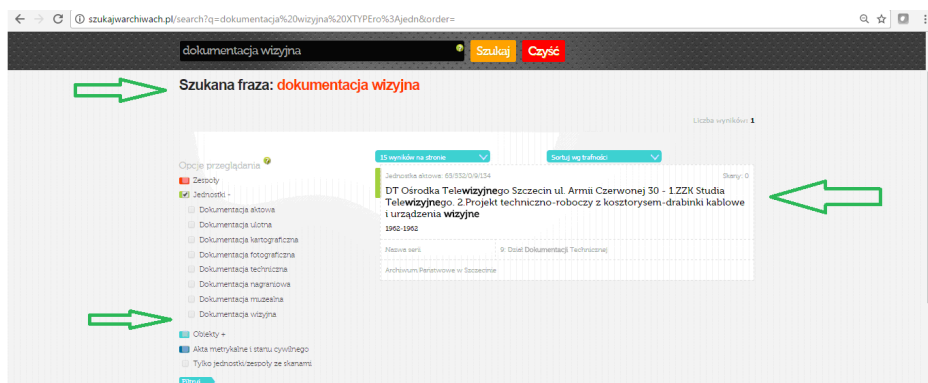 szukajwarchiwach.pl/search?q=dokumentacja%20wizyjna%20XTYPEro%3Ajedn&order=
dokumentacja wizyjna
Szukaj
Czyść
Szukana fraza: dokumentacja wizyjna
Liczba wyników: 1
Opcje przeglądania
15 wyników na stronie
Sortuj wg trafności
Zespoły
Jednostki -
Dokumentacja aktowa
Dokumentacja ulotna
Dokumentacja kartograficzna
Dokumentacja fotograficzna
Dokumentacja techniczna
Dokumentacja nagraniowa
Dokumentacja muzealna
Dokumentacja wizyjna
Obiekty +
Akta metrykalne i stanu cywilnego
Tylko jednostki/zespoły ze skanami
Filtruj
Jednostka aktowa: 65/552/0/9/134
Skany: 0
DT Ośrodka Telewizyjnego Szczecin ul. Armii Czerwonej 30 - 1.ZZK Studia
Telewizyjnego. 2.Projekt techniczno-roboczy z kosztorysem-drabinki kablowe
i urządzenia wizyjne
1962-1962
Nazwa serii
9: Dział Dokumentacji Technicznej
Archiwum Państwowe w Szczecinie